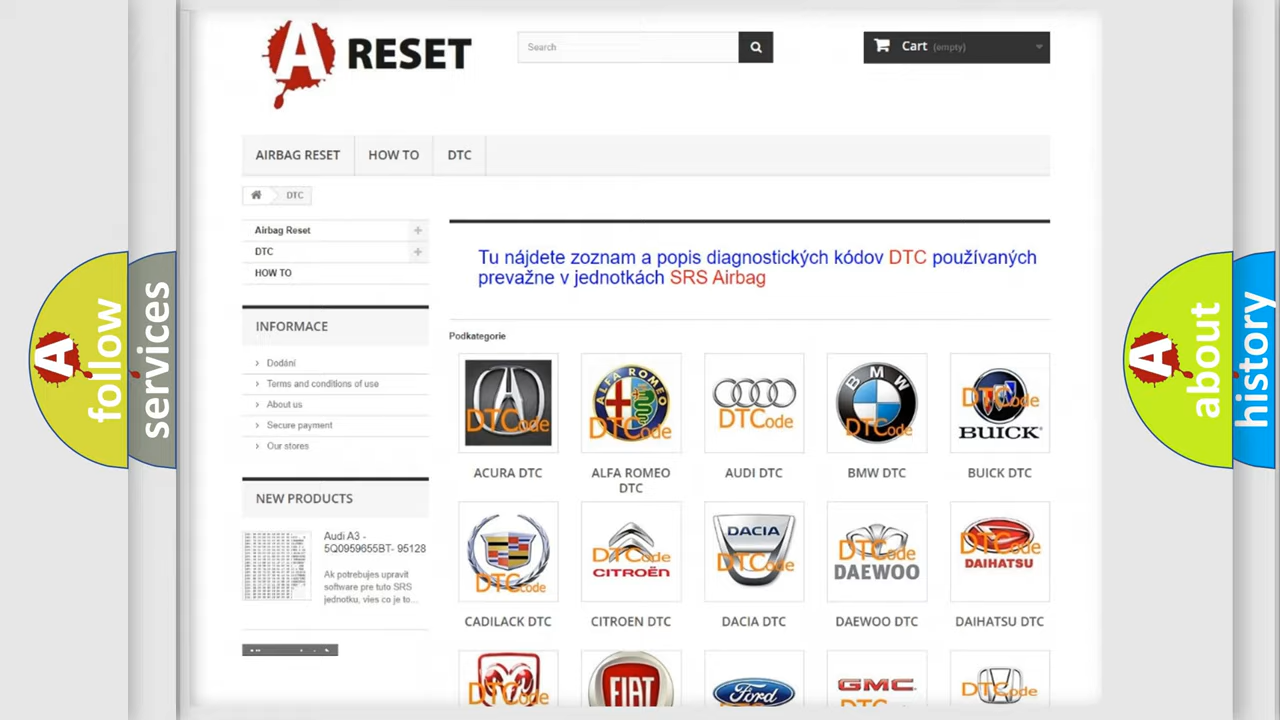 A RESET
Search
Cart (empty)
AIRBAG RESET
HOW TO
DTC
DTC
Airbag Reset
DTC
HOW TO
INFORMACE
Dodání
Terms and conditions of use
About us
Secure payment
Our stores
NEW PRODUCTS
Audi A3 -
5Q0959655BT- 95128
Ak potrebujes upravit
software pre tuto SRS
jednotku, vies co je to...
Tu nájdete zoznam a popis diagnostických kódov DTC používaných
prevažne v jednotkách SRS Airbag
Podkategorie
DTCode
ALFA ROMEO
DTCode
DTCode
BMW
DTCode
DTCode
BUICK
ACURA DTC
ALFA ROMEO
DTC
AUDI DTC
BMW DTC
BUICK DTC
DTCode
DTCode
CITROËN
DACIA
DTCode
DTCode
DAEWOO
DTCode
DAIHATSU
CADILACK DTC
CITROEN DTC
DACIA DTC
DAEWOO DTC
DAIHATSU DTC
DTCode
FIAT
Ford
DTCode
GMC
DTCode
A follow
services
A about
history